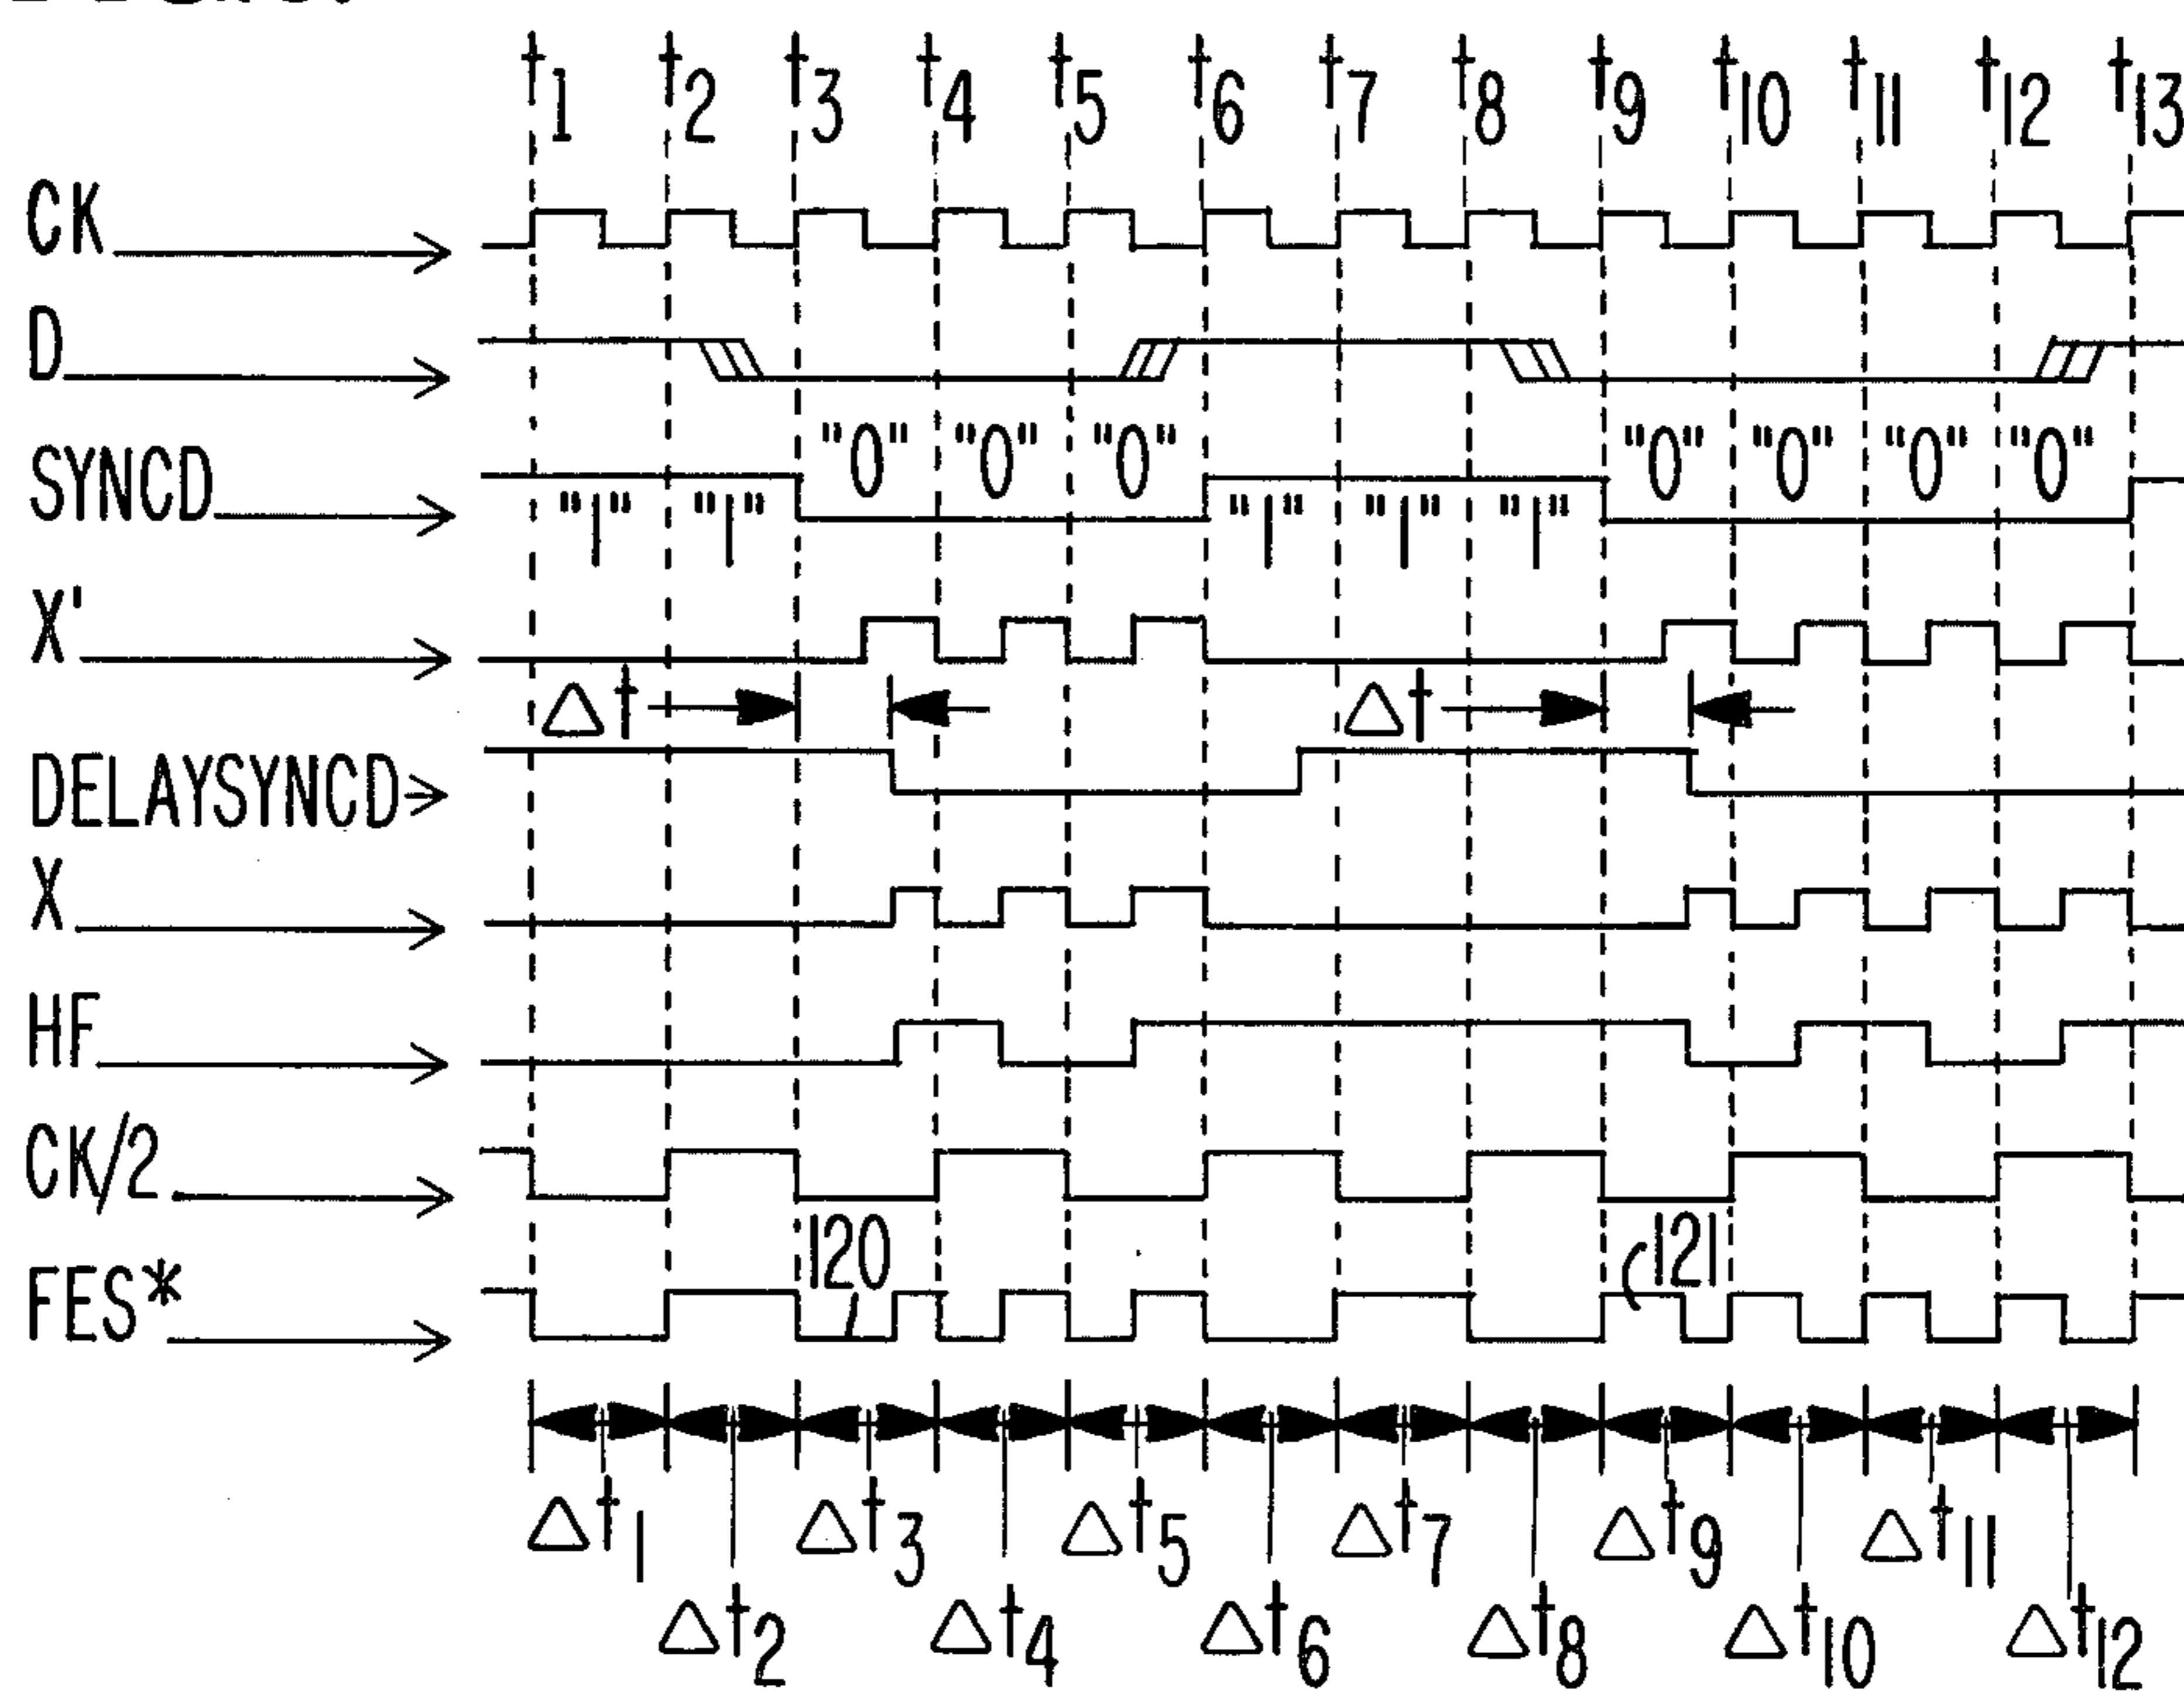 t1 t2 t3 t4 t5 t6 t7 t8 t9 t10 t11 t12 t13
CK
D
"0" "0" "0" "0" "0" "0" "0"
SYNCD
"1" "1" "1" "1" "1"
X'
Δt Δt
DELAYSYNCD
X
HF
CK/2
120 121
FES*
Δt1 Δt3 Δt5 Δt7 Δt9 Δt11
Δt2 Δt4 Δt6 Δt8 Δt10 Δt12